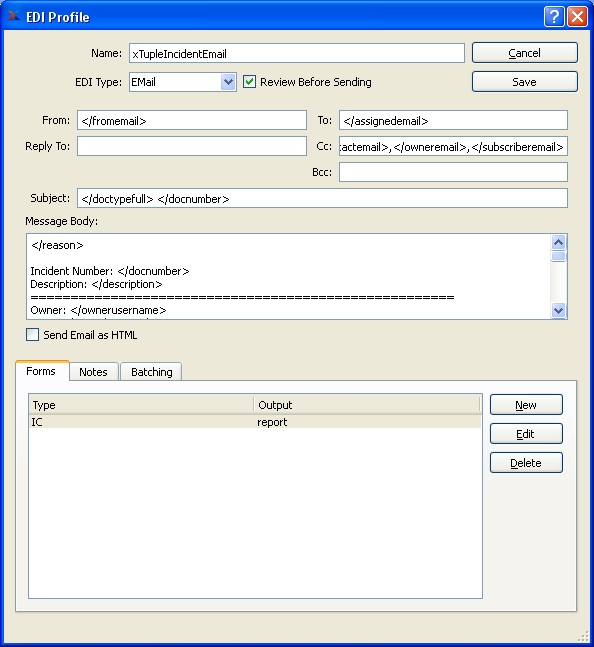 EDI Profile
Name: xTupleIncidentEmail Cancel
EDI Type: EMail Review Before Sending Save
From: </fromemail> To: </assignedemail>
Reply To: Cc: tactemail>,</owneremail>,</subscriberemail>
Bcc:
Subject: </doctypefull> </docnumber>
Message Body:
</reason>
Incident Number: </docnumber>
Description: </description>
=====================================================
Owner: </ownerusername>
Send Email as HTML
Forms Notes Batching
Type Output New
IC report
Edit
Delete